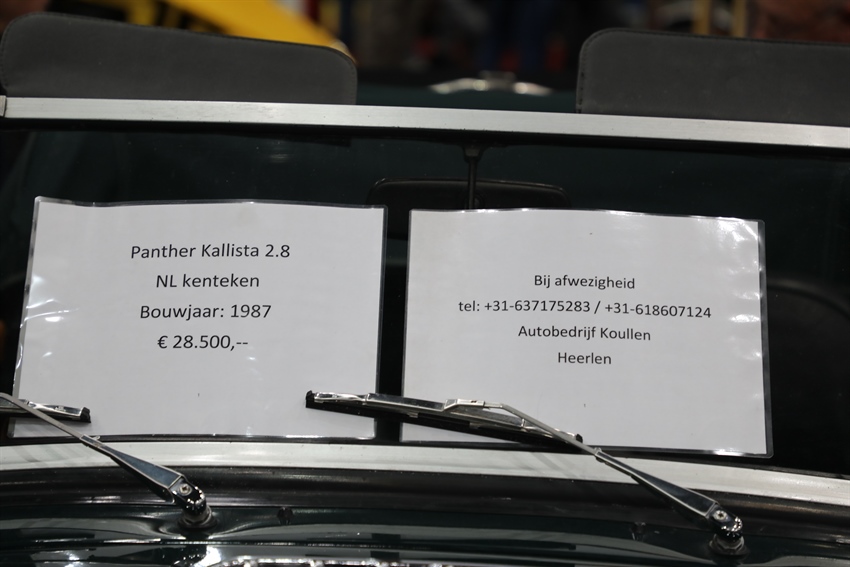 Panther Kallista 2.8
NL kenteken
Bouwjaar: 1987
€ 28.500,--
Bij afwezigheid
tel: +31-637175283 / +31-618607124
Autobedrijf Koullen
Heerlen